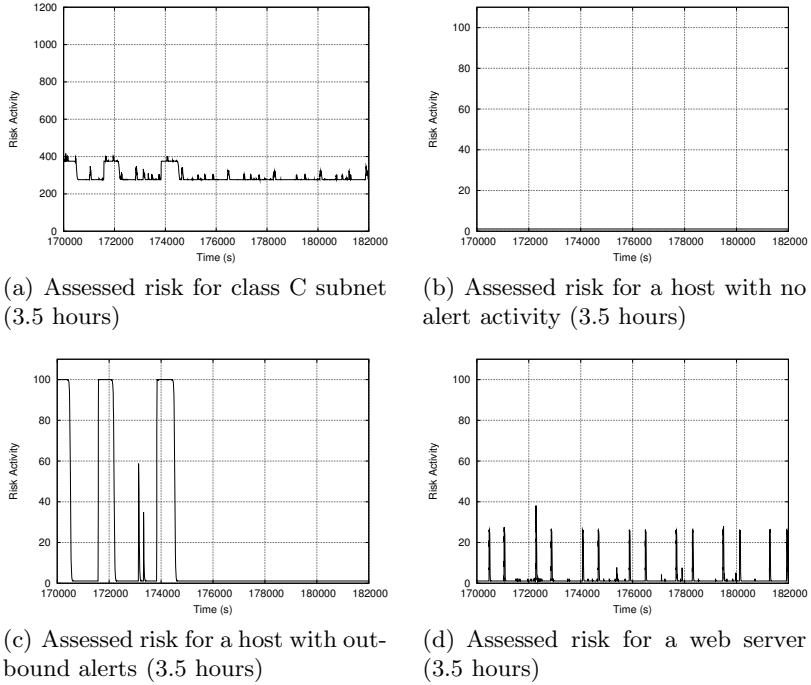 1200
1000
800
600
400
200
0
Risk Activity
170000 172000 174000 176000 178000 180000 182000
Time (s)
(a) Assessed risk for class C subnet
(3.5 hours)
100
80
60
40
20
0
Risk Activity
170000 172000 174000 176000 178000 180000 182000
Time (s)
(b) Assessed risk for a host with no
alert activity (3.5 hours)
100
80
60
40
20
0
Risk Activity
170000 172000 174000 176000 178000 180000 182000
Time (s)
(c) Assessed risk for a host with out-
bound alerts (3.5 hours)
100
80
60
40
20
0
Risk Activity
170000 172000 174000 176000 178000 180000 182000
Time (s)
(d) Assessed risk for a web server
(3.5 hours)